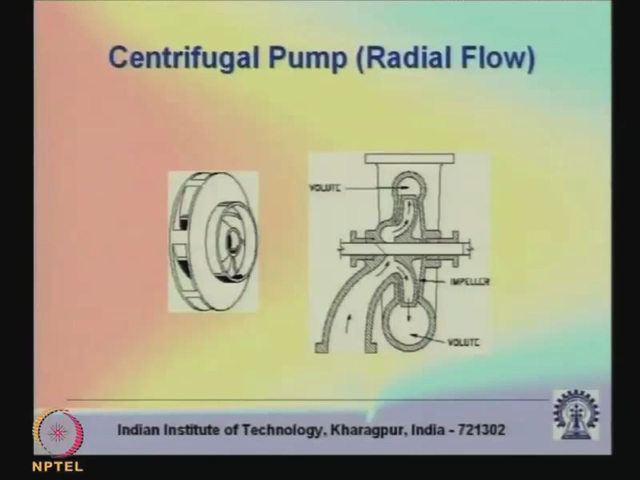 Centrifugal Pump (Radial Flow)
VOLUTE
IMPELLER
VOLUTE
Indian Institute of Technology, Kharagpur, India - 721302
NPTEL